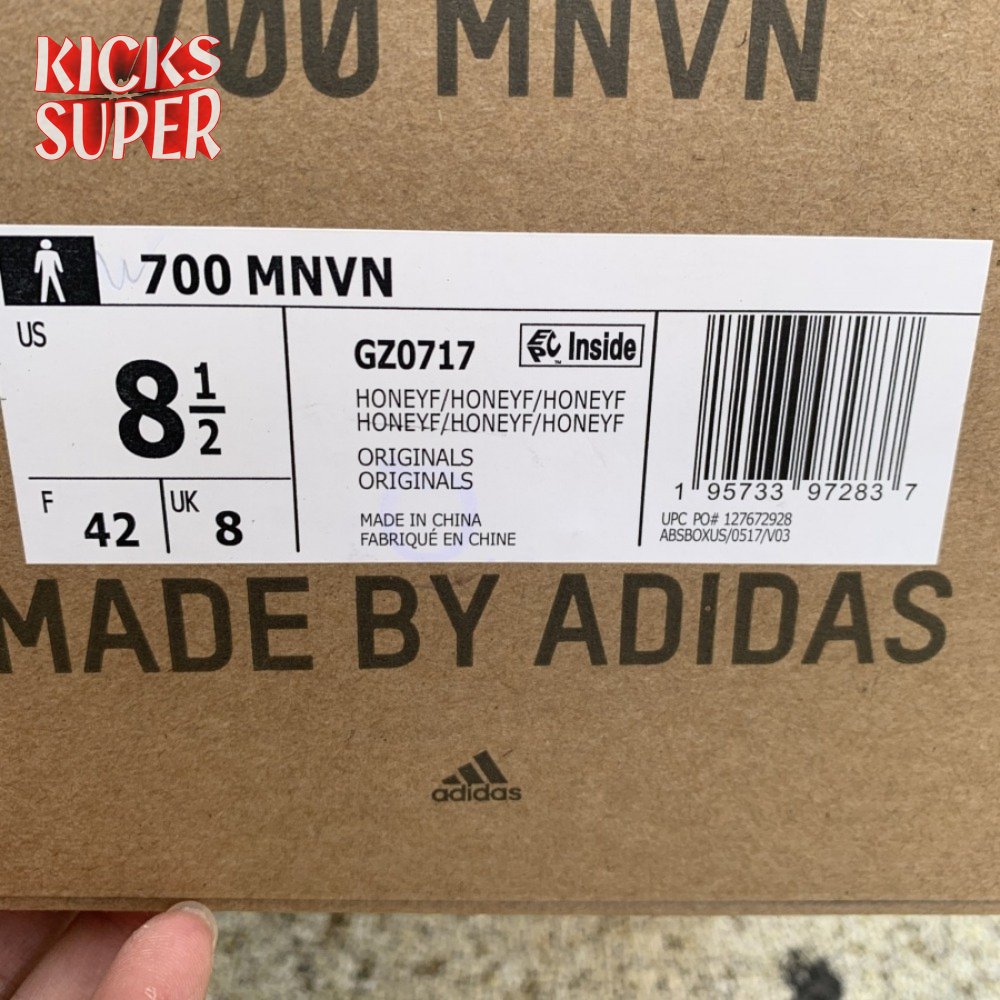 KICKS
SUPER
700 MNVN
700 MNVN
US
8 1/2
F
42
UK
8
GZ0717
EPC Inside
™
HONEYF/HONEYF/HONEYF
HONEYF/HONEYF/HONEYF
ORIGINALS
ORIGINALS
MADE IN CHINA
FABRIQUÉ EN CHINE
1 95733 97283 7
UPC PO# 127672928
ABSBOXUS/0517/V03
MADE BY ADIDAS
adidas